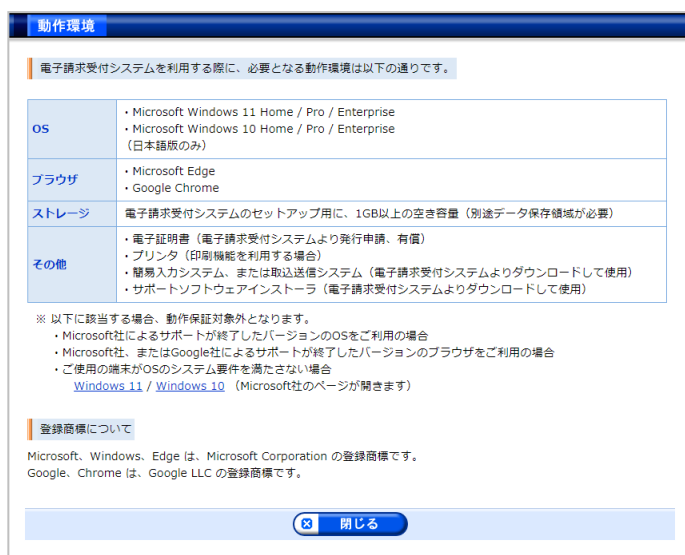 動作環境
電子請求受付システムを利用する際に、必要となる動作環境は以下の通りです。
OS
・Microsoft Windows 11 Home / Pro / Enterprise
・Microsoft Windows 10 Home / Pro / Enterprise
（日本語版のみ）
ブラウザ
・Microsoft Edge
・Google Chrome
ストレージ
電子請求受付システムのセットアップ用に、1GB以上の空き容量（別途データ保存領域が必要）
その他
・電子証明書（電子請求受付システムより発行申請、有償）
・プリンタ（印刷機能を利用する場合）
・簡易入力システム、または取込送信システム（電子請求受付システムよりダウンロードして使用）
・サポートソフトウェアインストーラ（電子請求受付システムよりダウンロードして使用）
※ 以下に該当する場合、動作保証対象外となります。
・Microsoft社によるサポートが終了したバージョンのOSをご利用の場合
・Microsoft社、またはGoogle社によるサポートが終了したバージョンのブラウザをご利用の場合
・ご使用の端末がOSのシステム要件を満たさない場合
Windows 11 / Windows 10 （Microsoft社のページが開きます）
登録商標について
Microsoft、Windows、Edge は、Microsoft Corporation の登録商標です。
Google、Chrome は、Google LLC の登録商標です。
閉じる